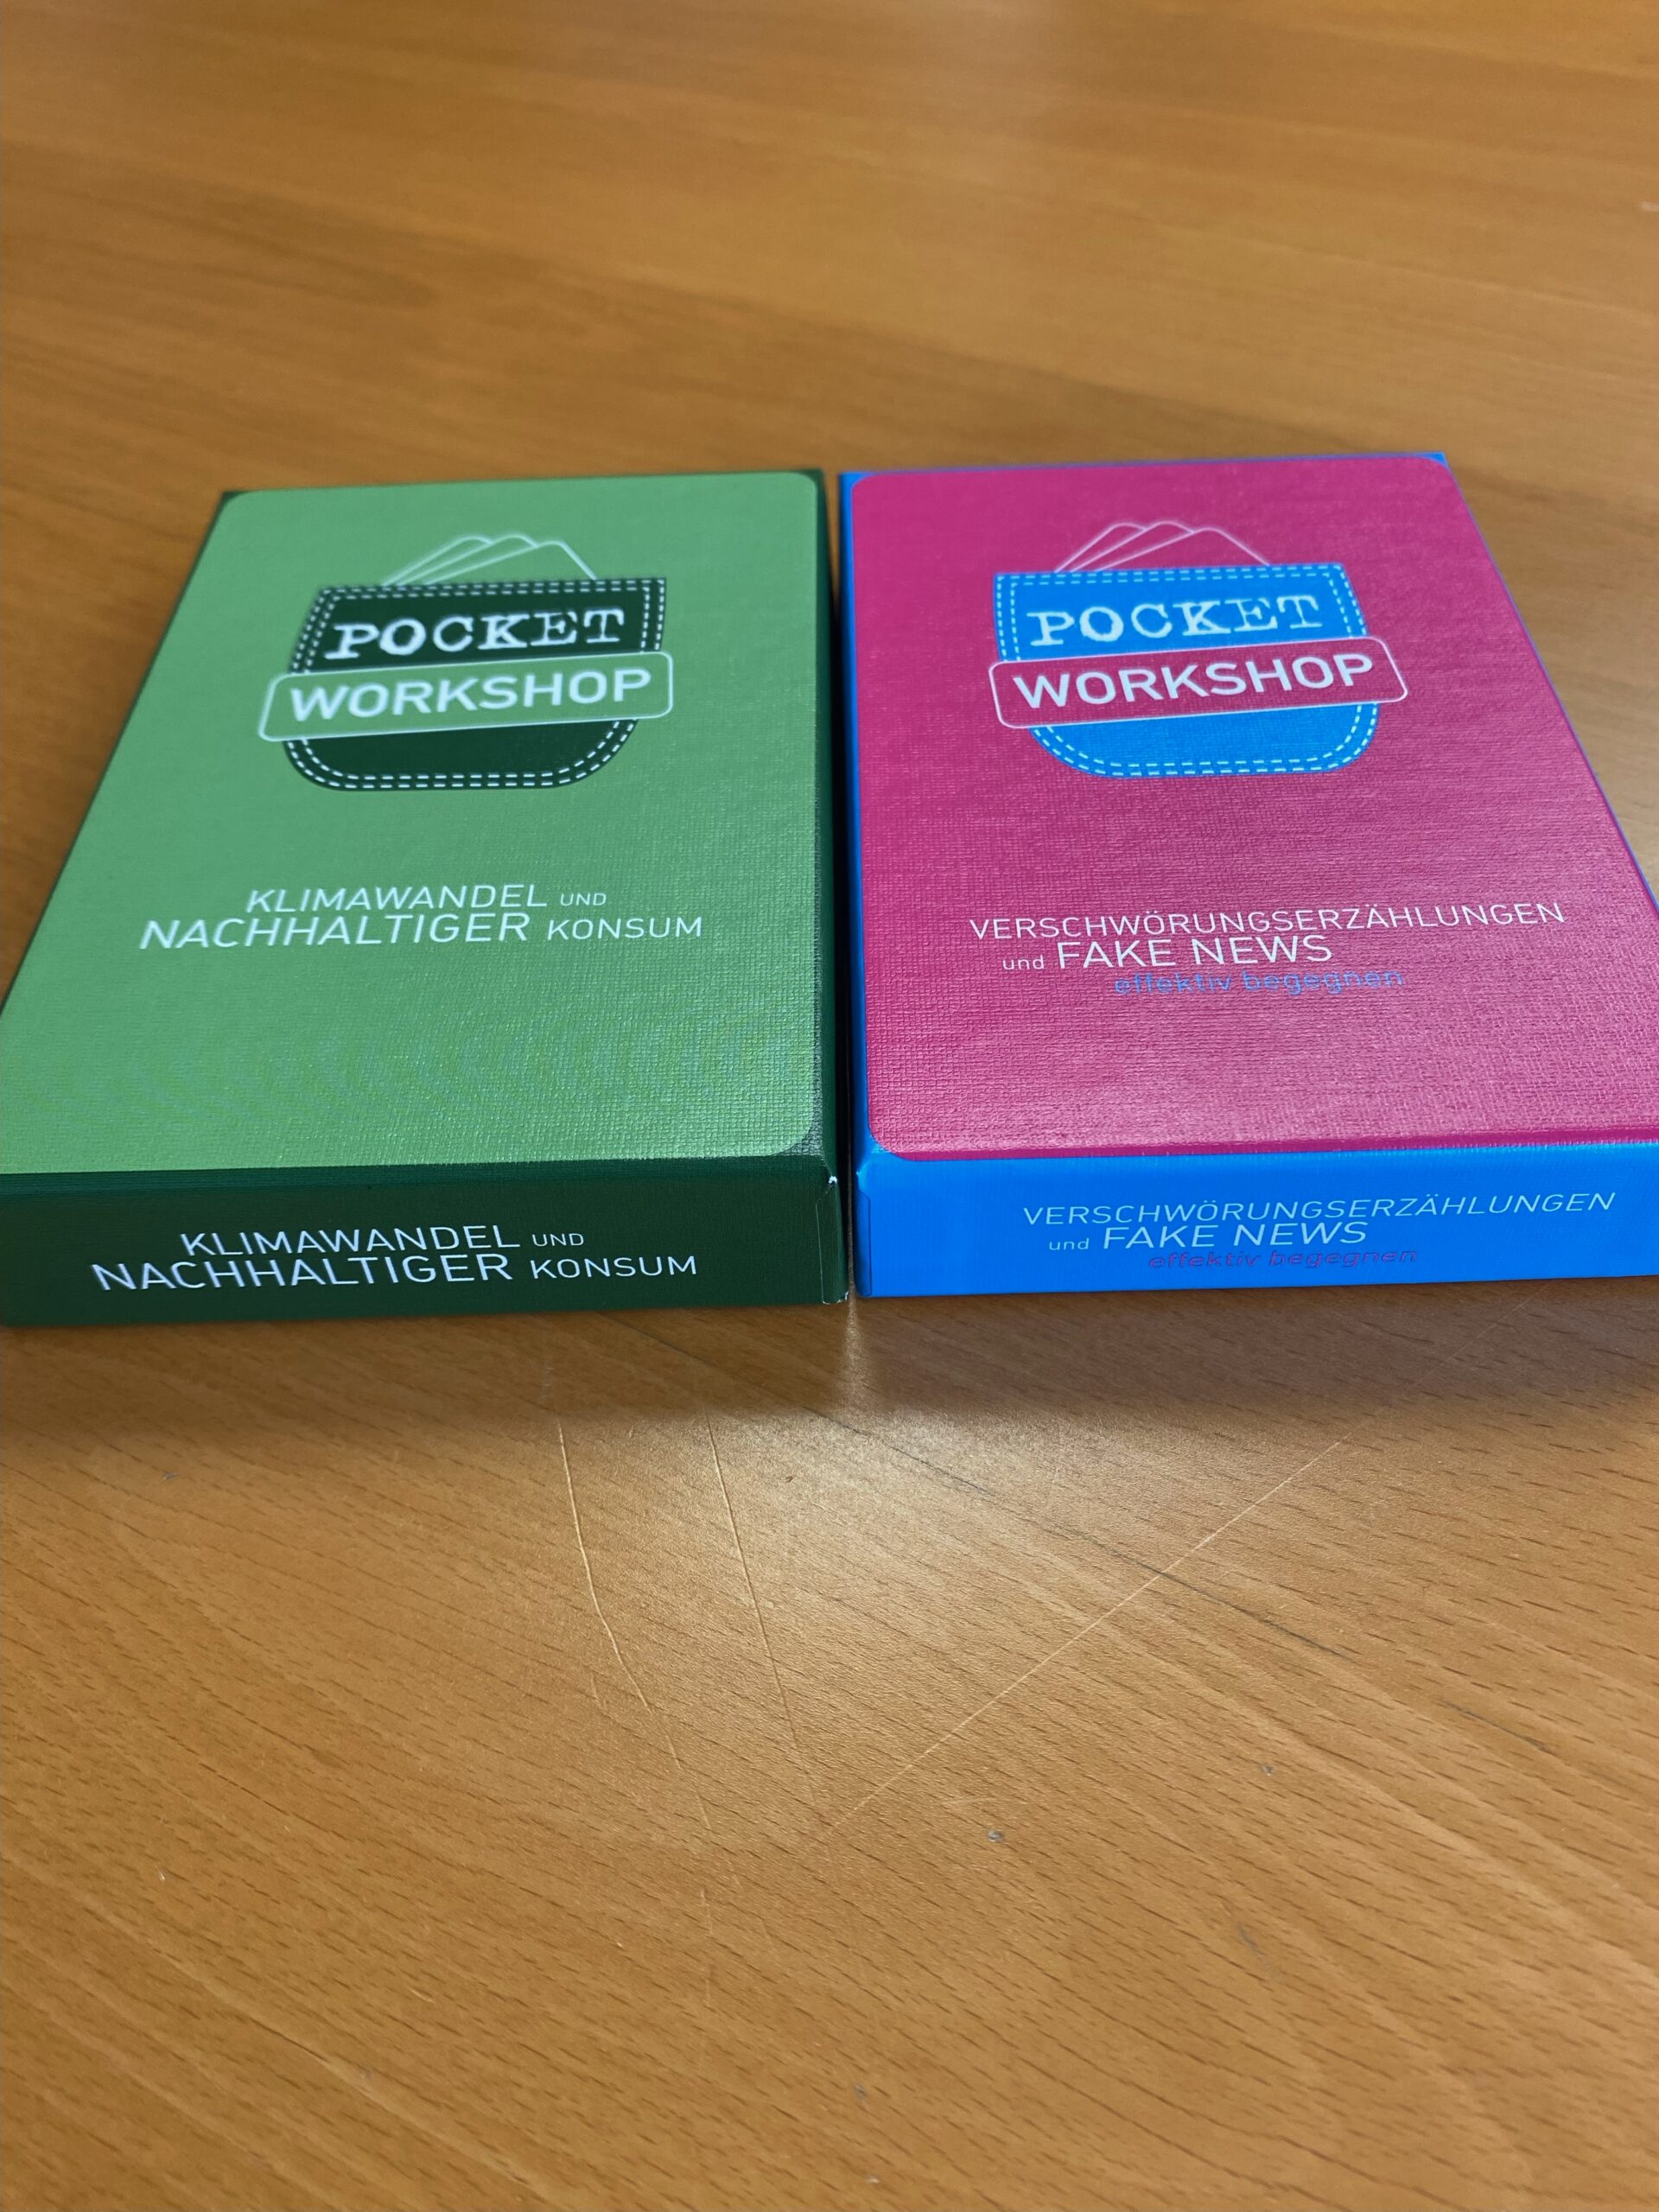 POCKET
WORKSHOP
KLIMAWANDEL UND
NACHHALTIGER KONSUM
KLIMAWANDEL UND
NACHHALTIGER KONSUM
POCKET
WORKSHOP
VERSCHWÖRUNGSERZÄHLUNGEN
und FAKE NEWS
effektiv begegnen
VERSCHWÖRUNGSERZÄHLUNGEN
und FAKE NEWS
effektiv begegnen